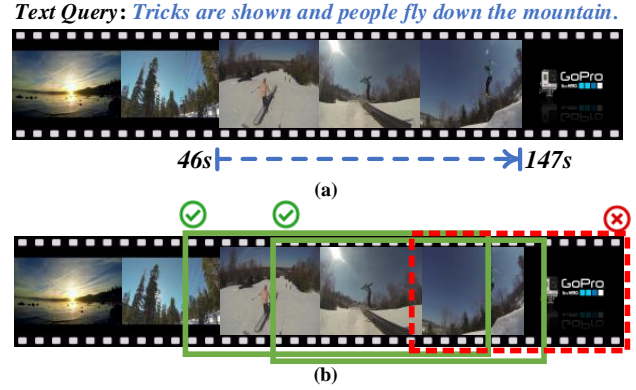 Text Query: Tricks are shown and people fly down the mountain.
GoPro
46s 147s
(a)
GoPro
(b)